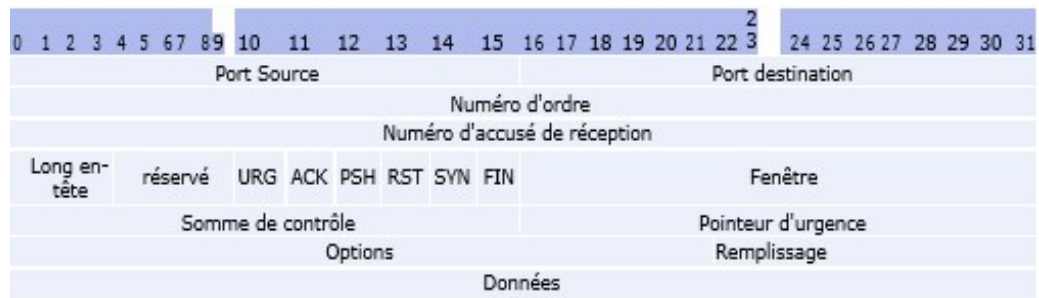 0 1 2 3 4 5 6 7 8 9 10 11 12 13 14 15 16 17 18 19 20 21 22 23 24 25 26 27 28 29 30 31
Port Source Port destination
Numéro d'ordre
Numéro d'accusé de réception
Long en-
tête réservé URG ACK PSH RST SYN FIN Fenêtre
Somme de contrôle Pointeur d'urgence
Options Remplissage
Données